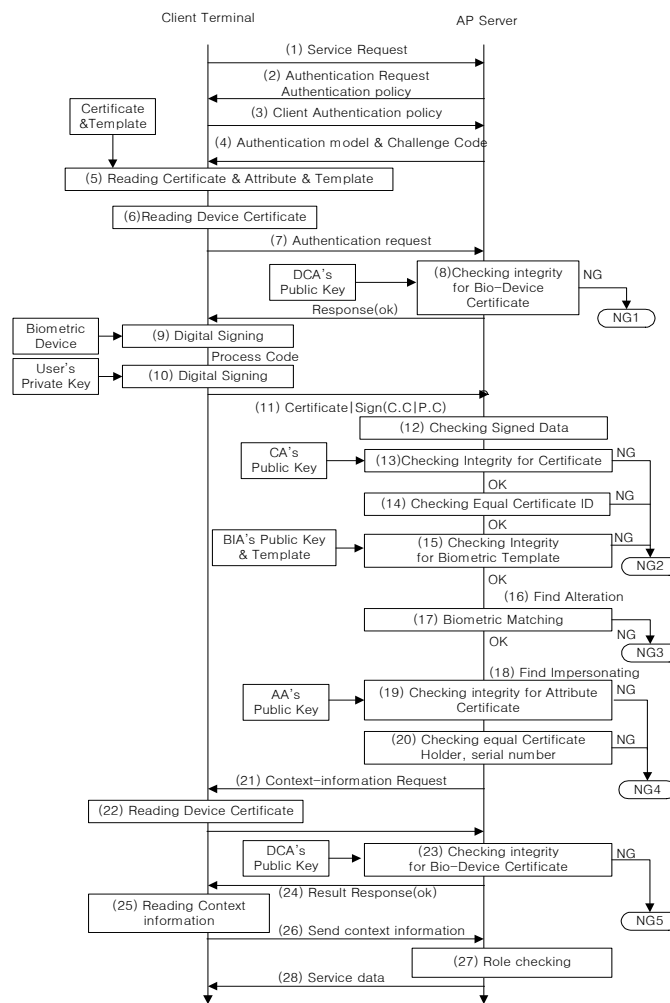 Client Terminal
AP Server
(1) Service Request
(2) Authentication Request
Authentication policy
Certificate
&Template
(3) Client Authentication policy
(4) Authentication model & Challenge Code
(5) Reading Certificate & Attribute & Template
(6)Reading Device Certificate
(7) Authentication request
DCA's
Public Key
(8)Checking integrity
for Bio-Device
Certificate
NG
NG1
Response(ok)
Biometric
Device
(9) Digital Signing
Process Code
User's
Private Key
(10) Digital Signing
(11) Certificate|Sign(C.C|P.C)
(12) Checking Signed Data
CA's
Public Key
(13)Checking Integrity for Certificate
NG
OK
(14) Checking Equal Certificate ID
NG
OK
BIA's Public Key
& Template
(15) Checking Integrity
for Biometric Template
NG
NG2
OK
(16) Find Alteration
(17) Biometric Matching
NG
OK
NG3
(18) Find Impersonating
AA's
Public Key
(19) Checking integrity for Attribute
Certificate
NG
(20) Checking equal Certificate
Holder, serial number
NG
(21) Context-information Request
NG4
(22) Reading Device Certificate
DCA's
Public Key
(23) Checking integrity
for Bio-Device Certificate
NG
(24) Result Response(ok)
(25) Reading Context
information
NG5
(26) Send context information
(27) Role checking
(28) Service data